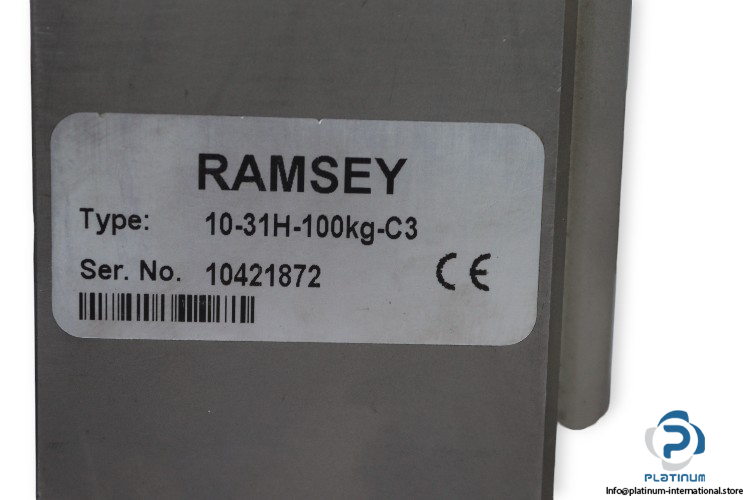 RAMSEY
Type: 10-31H-100kg-C3
Ser. No. 10421872
CE
PLATINUM
Info@platinum-international.store